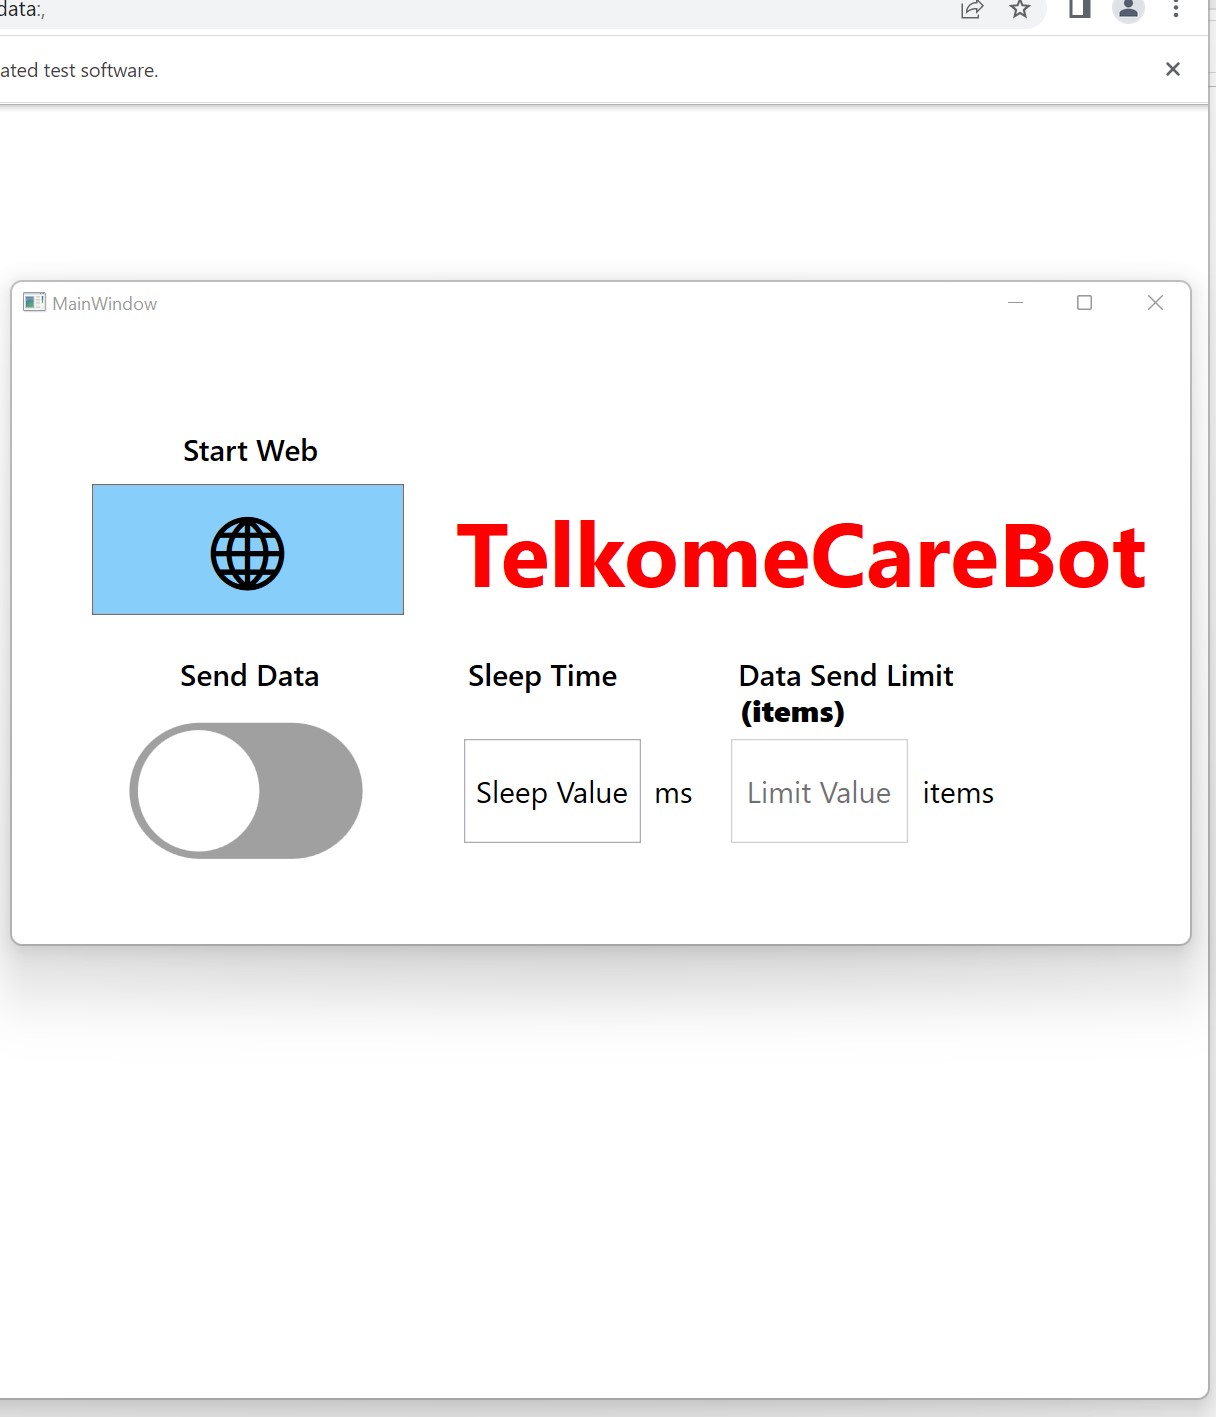 data:,
ated test software.
MainWindow
Start Web
TelkomeCareBot
Send Data
Sleep Time
Data Send Limit
(items)
Sleep Value
ms
Limit Value
items